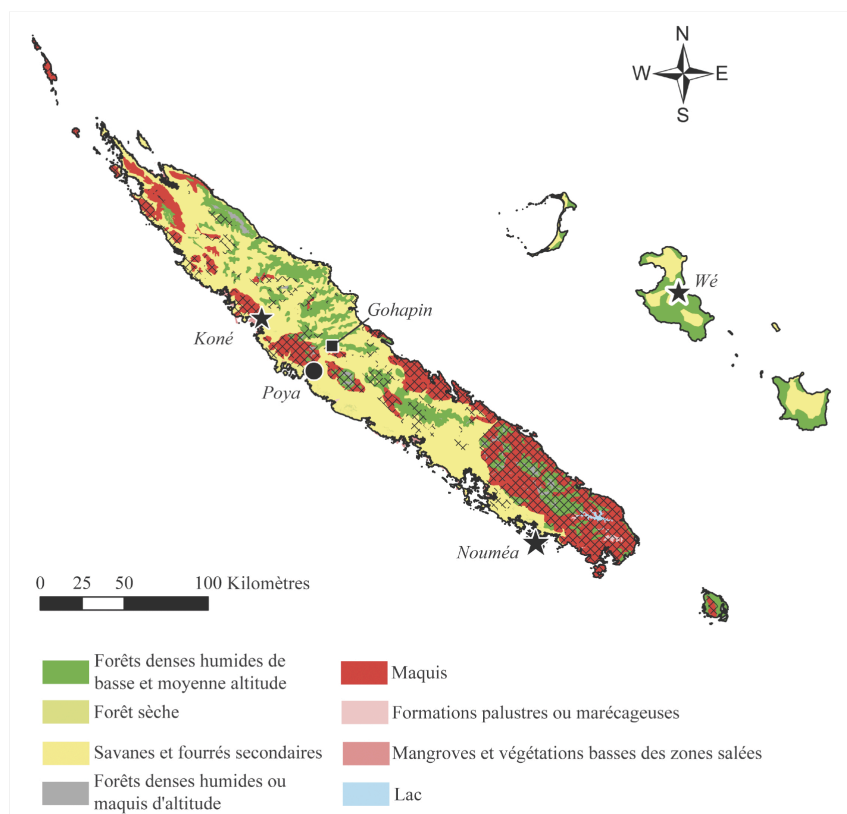 N
W E
S
Wé
Gohapin
Koné
Poya
Nouméa
0 25 50 100 Kilomètres
Forêts denses humides de
basse et moyenne altitude
Forêt sèche
Savanes et fourrés secondaires
Forêts denses humides ou
maquis d'altitude
Maquis
Formations palustres ou marécageuses
Mangroves et végétations basses des zones salées
Lac